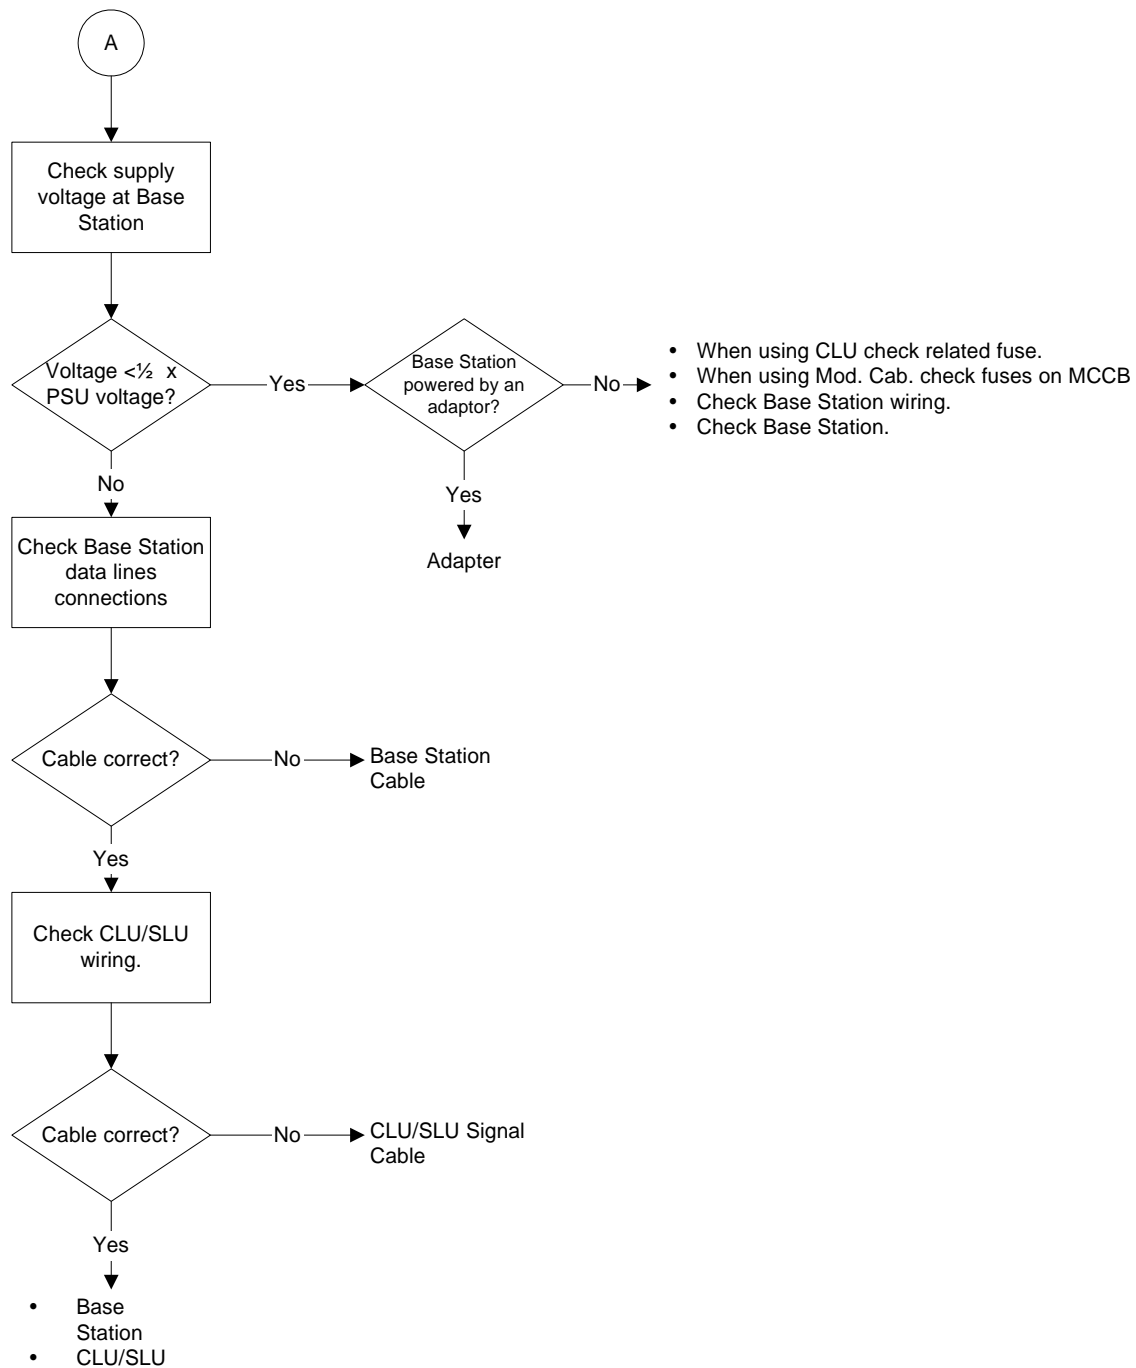 A
Check supply
voltage at Base
Station
Voltage <½ x
PSU voltage?
Yes
Base Station
powered by an
adaptor?
No
• When using CLU check related fuse.
• When using Mod. Cab. check fuses on MCCB
• Check Base Station wiring.
• Check Base Station.
Yes
Adapter
No
Check Base Station
data lines
connections
Cable correct?
No
Base Station
Cable
Yes
Check CLU/SLU
wiring.
Cable correct?
No
CLU/SLU Signal
Cable
Yes
• Base
Station
• CLU/SLU